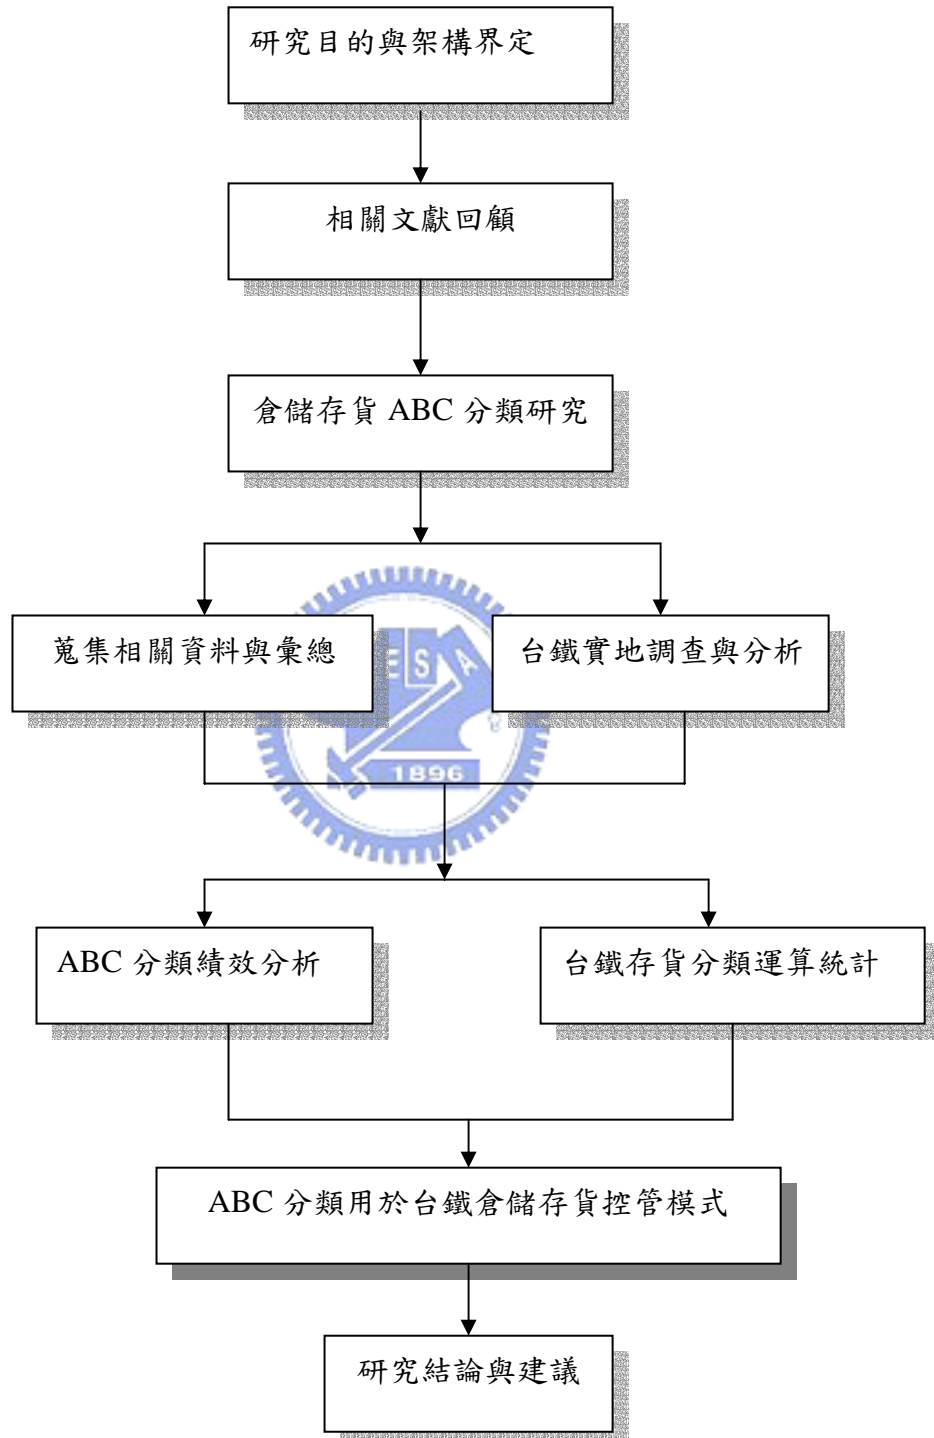 研究目的與架構界定
相關文獻回顧
倉儲存貨 ABC 分類研究
蒐集相關資料與彙總
台鐵實地調查與分析
ES
A
1896
ABC 分類績效分析
台鐵存貨分類運算統計
ABC 分類用於台鐵倉儲存貨控管模式
研究結論與建議